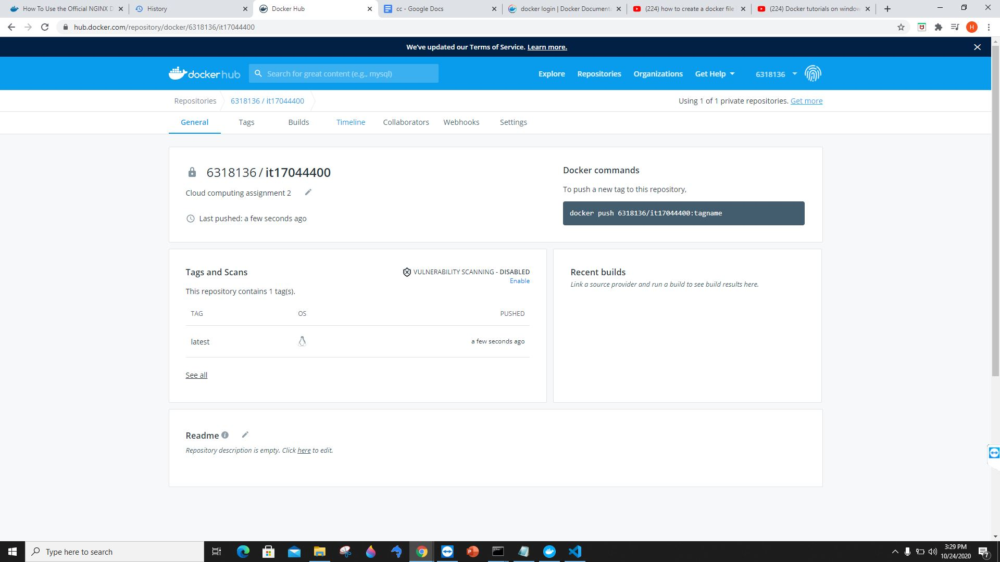 How To Use the Official NGINX D
History
Docker Hub
cc - Google Docs
docker login | Docker Documenta
(224) how to create a docker file
(224) Docker tutorials on window
hub.docker.com/repository/docker/6318136/it17044400
H
We've updated our Terms of Service. Learn more.
docker hub
Search for great content (e.g., mysql)
Explore
Repositories
Organizations
Get Help
6318136
Repositories
6318136 / it17044400
Using 1 of 1 private repositories. Get more
General
Tags
Builds
Timeline
Collaborators
Webhooks
Settings
6318136 / it17044400
Cloud computing assignment 2
Last pushed: a few seconds ago
Docker commands
To push a new tag to this repository,
docker push 6318136/it17044400:tagname
Tags and Scans
VULNERABILITY SCANNING - DISABLED
Enable
This repository contains 1 tag(s).
TAG OS PUSHED
latest a few seconds ago
See all
Recent builds
Link a source provider and run a build to see build results here.
Readme
Repository description is empty. Click here to edit.
Type here to search
3:29 PM
10/24/2020
7